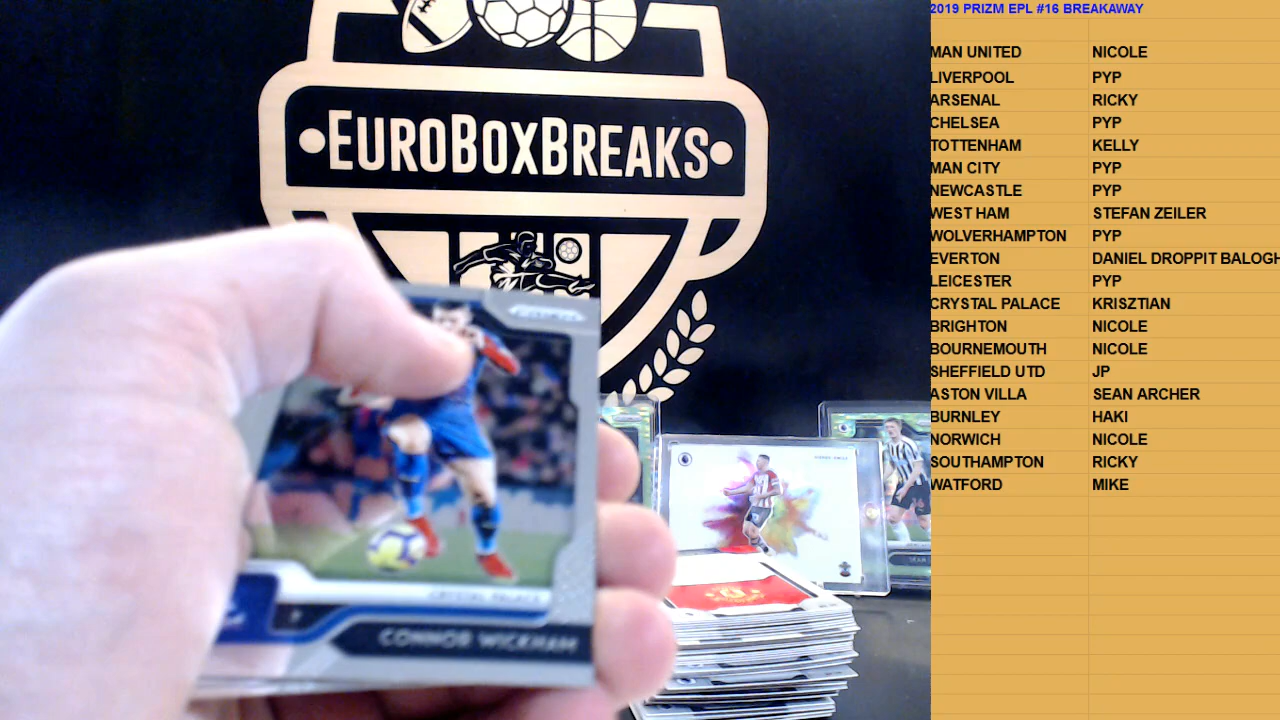 EUROBOXBREAKS
CRYSTAL PALACE
CONNOR WICKHAM
2019 PRIZM EPL #16 BREAKAWAY
MAN UNITED NICOLE
LIVERPOOL PYP
ARSENAL RICKY
CHELSEA PYP
TOTTENHAM KELLY
MAN CITY PYP
NEWCASTLE PYP
WEST HAM STEFAN ZEILER
WOLVERHAMPTON PYP
EVERTON DANIEL DROPPIT BALOGH
LEICESTER PYP
CRYSTAL PALACE KRISZTIAN
BRIGHTON NICOLE
BOURNEMOUTH NICOLE
SHEFFIELD UTD JP
ASTON VILLA SEAN ARCHER
BURNLEY HAKI
NORWICH NICOLE
SOUTHAMPTON RICKY
WATFORD MIKE